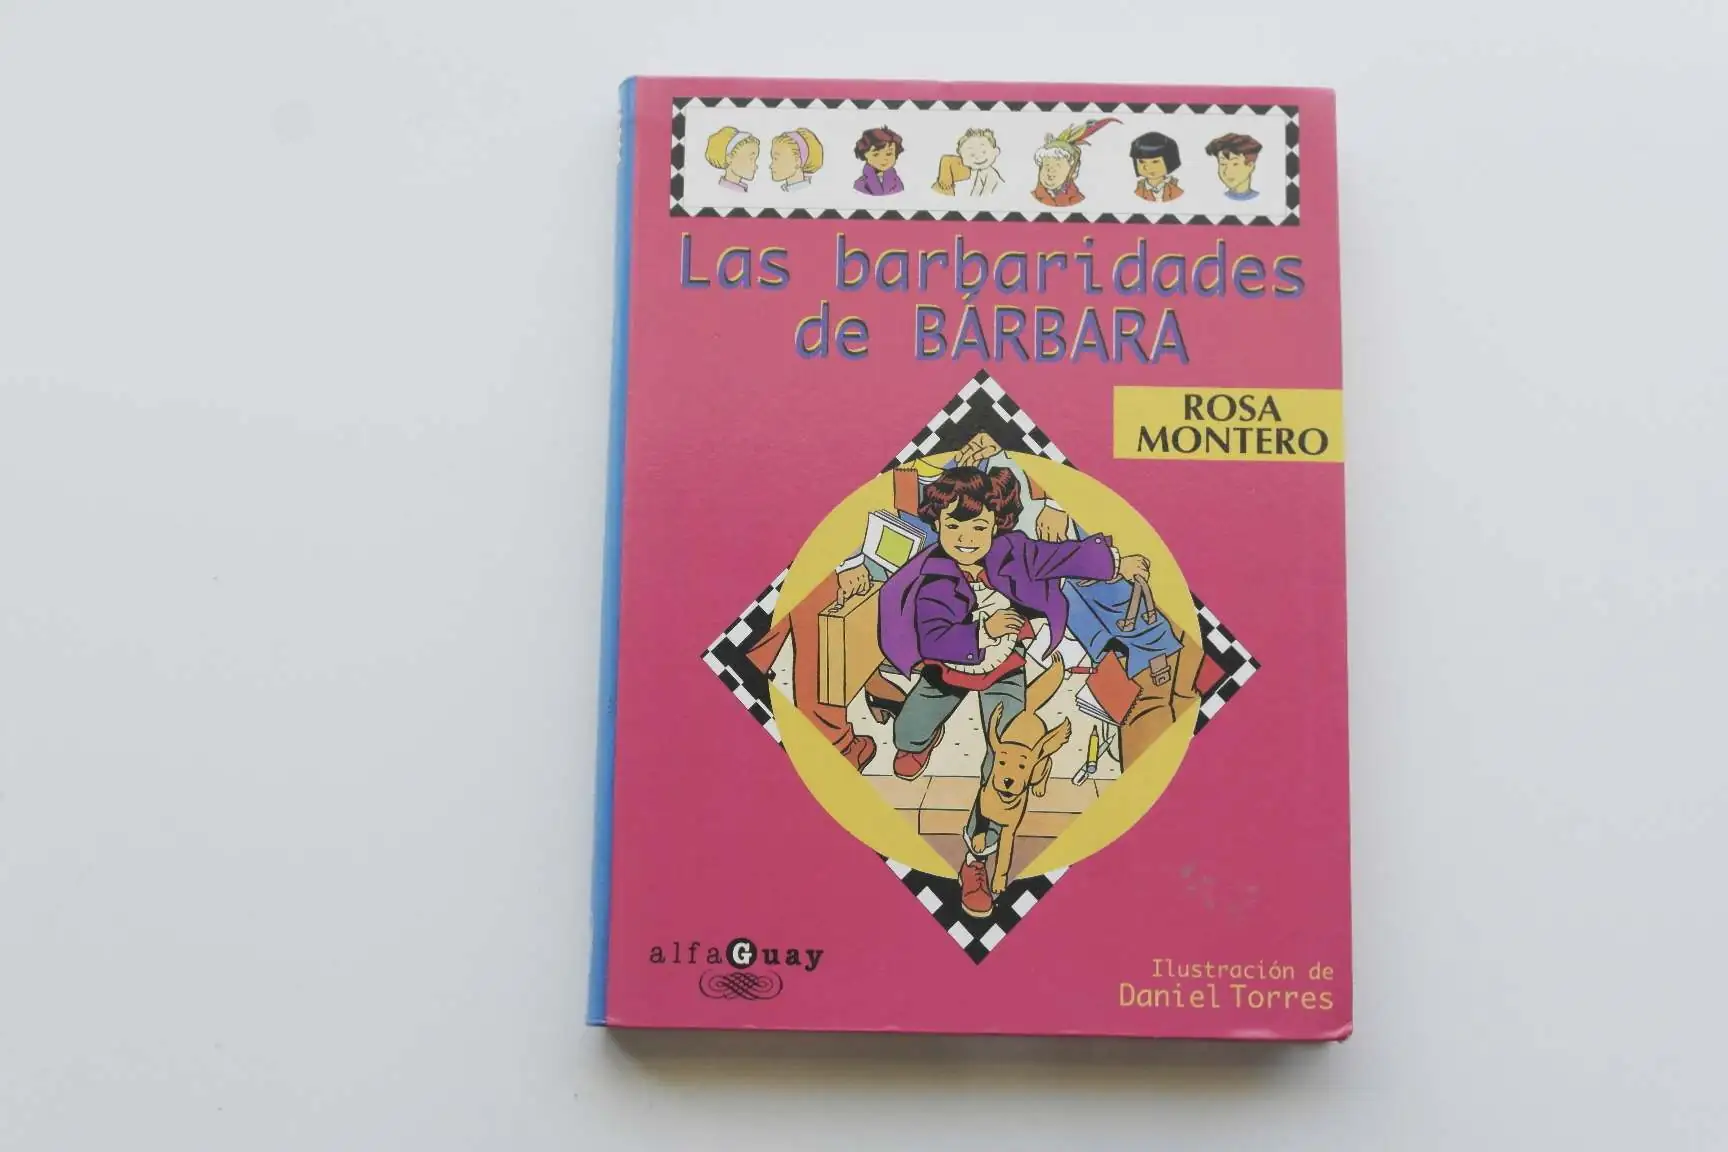 Las barbaridades
de BÁRBARA
ROSA
MONTERO
alfaGuay
Ilustración de
Daniel Torres